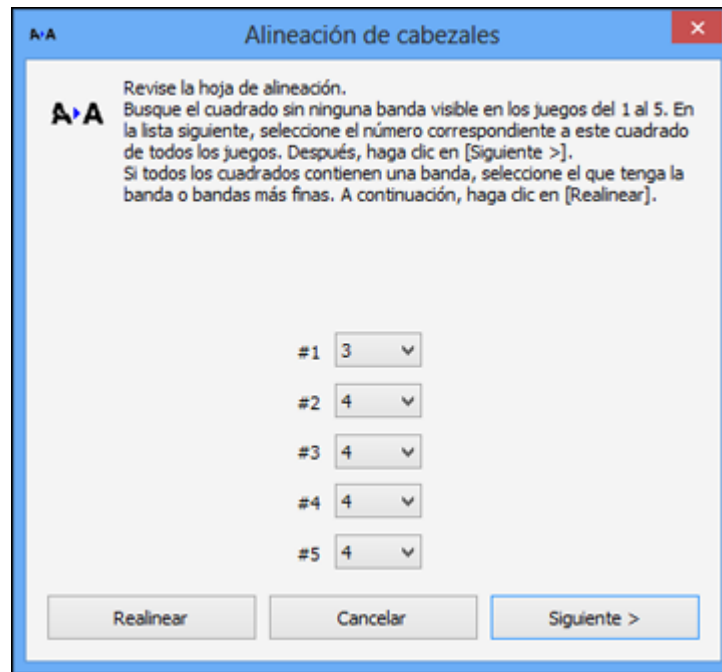 A›A Alineación de cabezales
Revise la hoja de alineación.
Busque el cuadrado sin ninguna banda visible en los juegos del 1 al 5. En
la lista siguiente, seleccione el número correspondiente a este cuadrado
de todos los juegos. Después, haga clic en [Siguiente >].
Si todos los cuadrados contienen una banda, seleccione el que tenga la
banda o bandas más finas. A continuación, haga clic en [Realinear].
A›A
#1 3
#2 4
#3 4
#4 4
#5 4
Realinear Cancelar Siguiente >